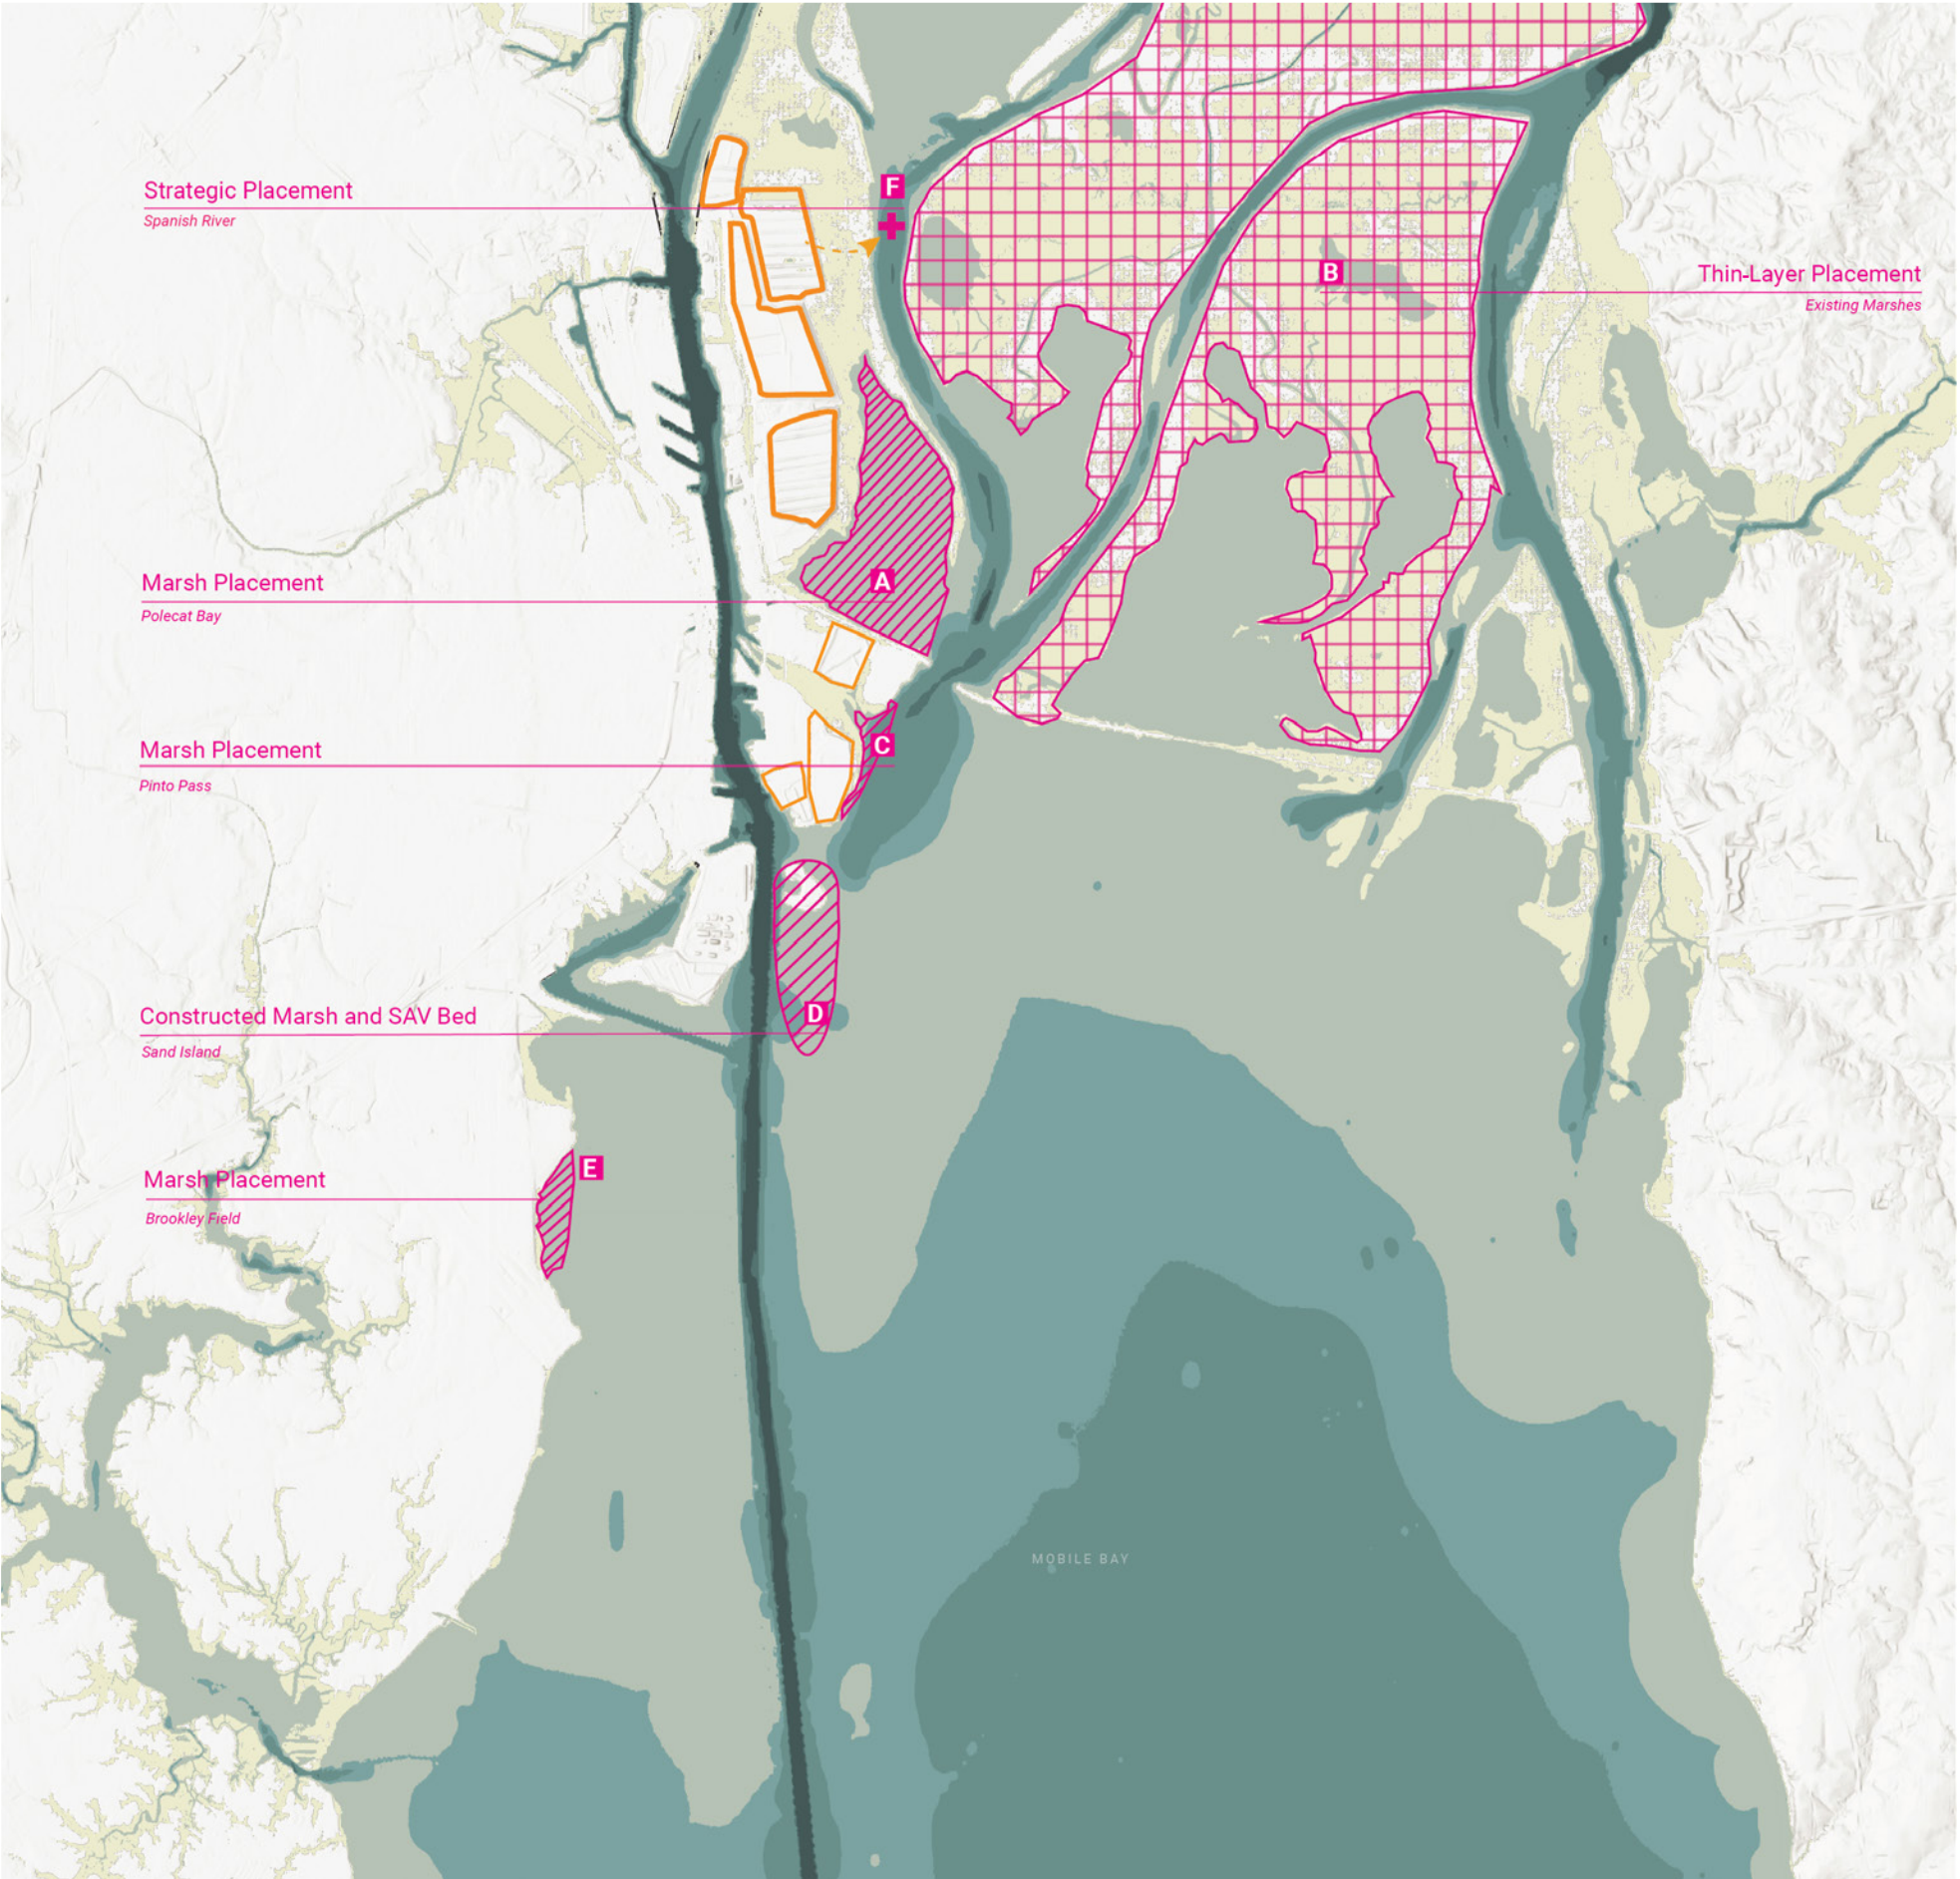 Strategic Placement
Spanish River
F
B
Thin-Layer Placement
Existing Marshes
Marsh Placement
Polecat Bay
A
Marsh Placement
Pinto Pass
C
Constructed Marsh and SAV Bed
Sand Island
D
Marsh Placement
Brookley Field
E
MOBILE BAY